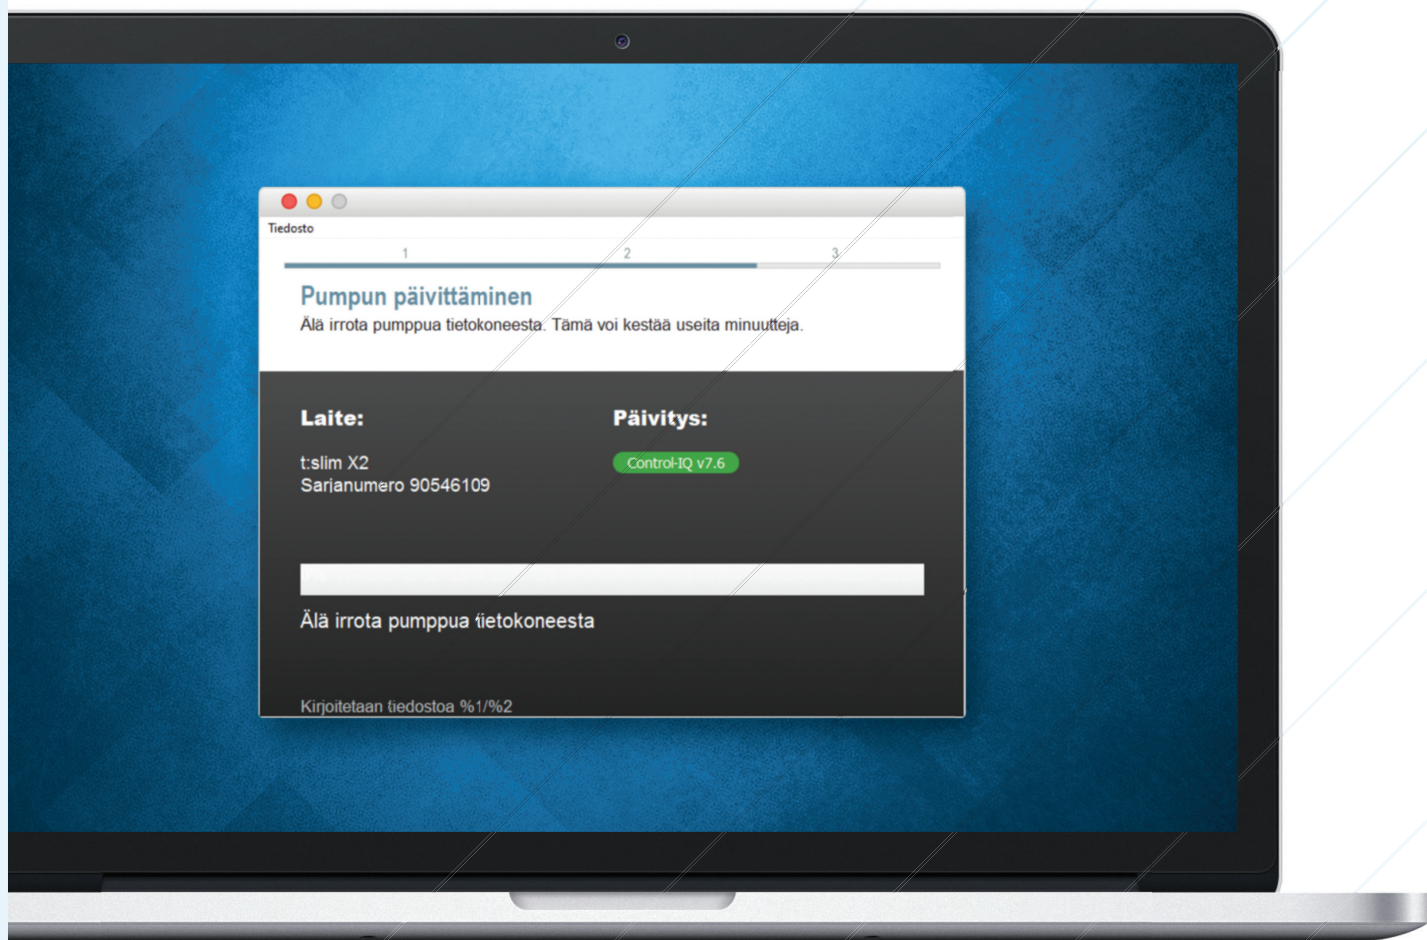 Tiedosto
1 2 3
Pumpun päivittäminen
Älä irrota pumppua tietokoneesta. Tämä voi kestää useita minuutteja.
Laite: Päivitys:
t:slim X2 Control-IQ v7.6
Sarjanumero 90546109
Älä irrota pumppua tietokoneesta
Kirjoitetaan tiedostoa %1/%2